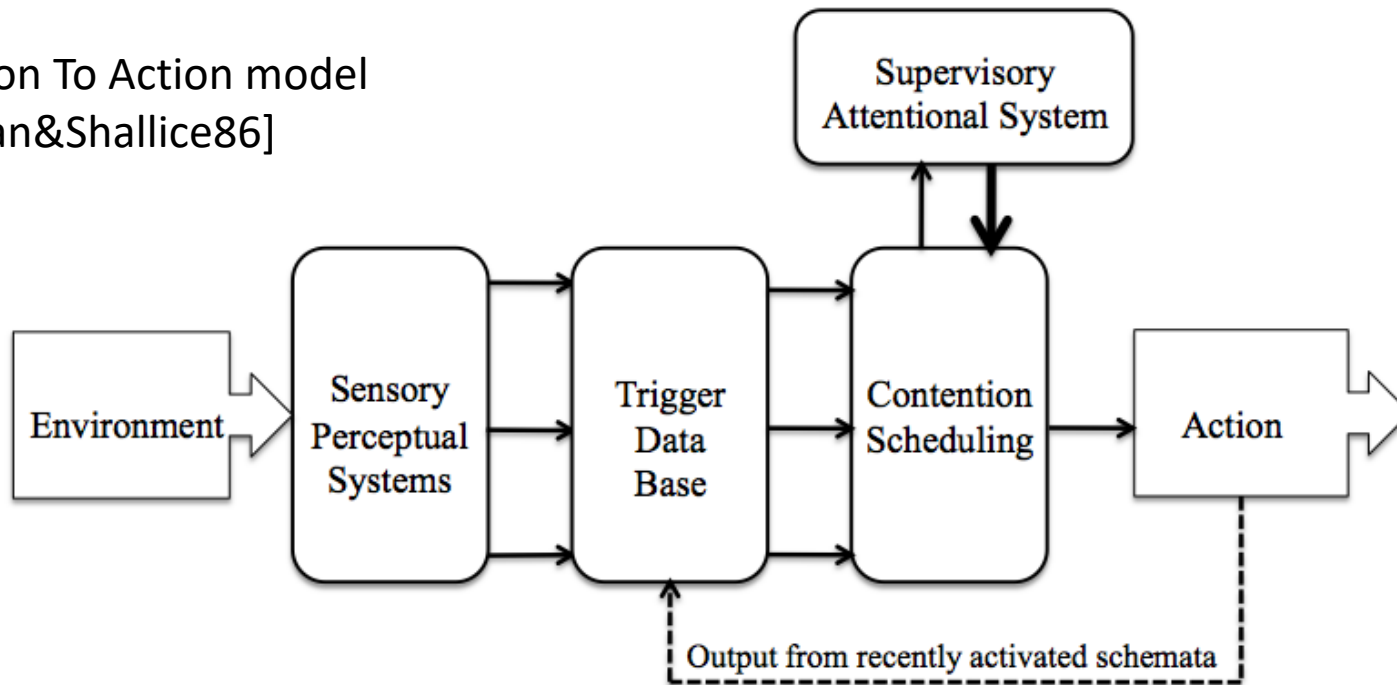 on To Action model
an&Shallice86]
Supervisory
Attentional System
Environment
Sensory
Perceptual
Systems
Trigger
Data
Base
Contention
Scheduling
Action
Output from recently activated schemata